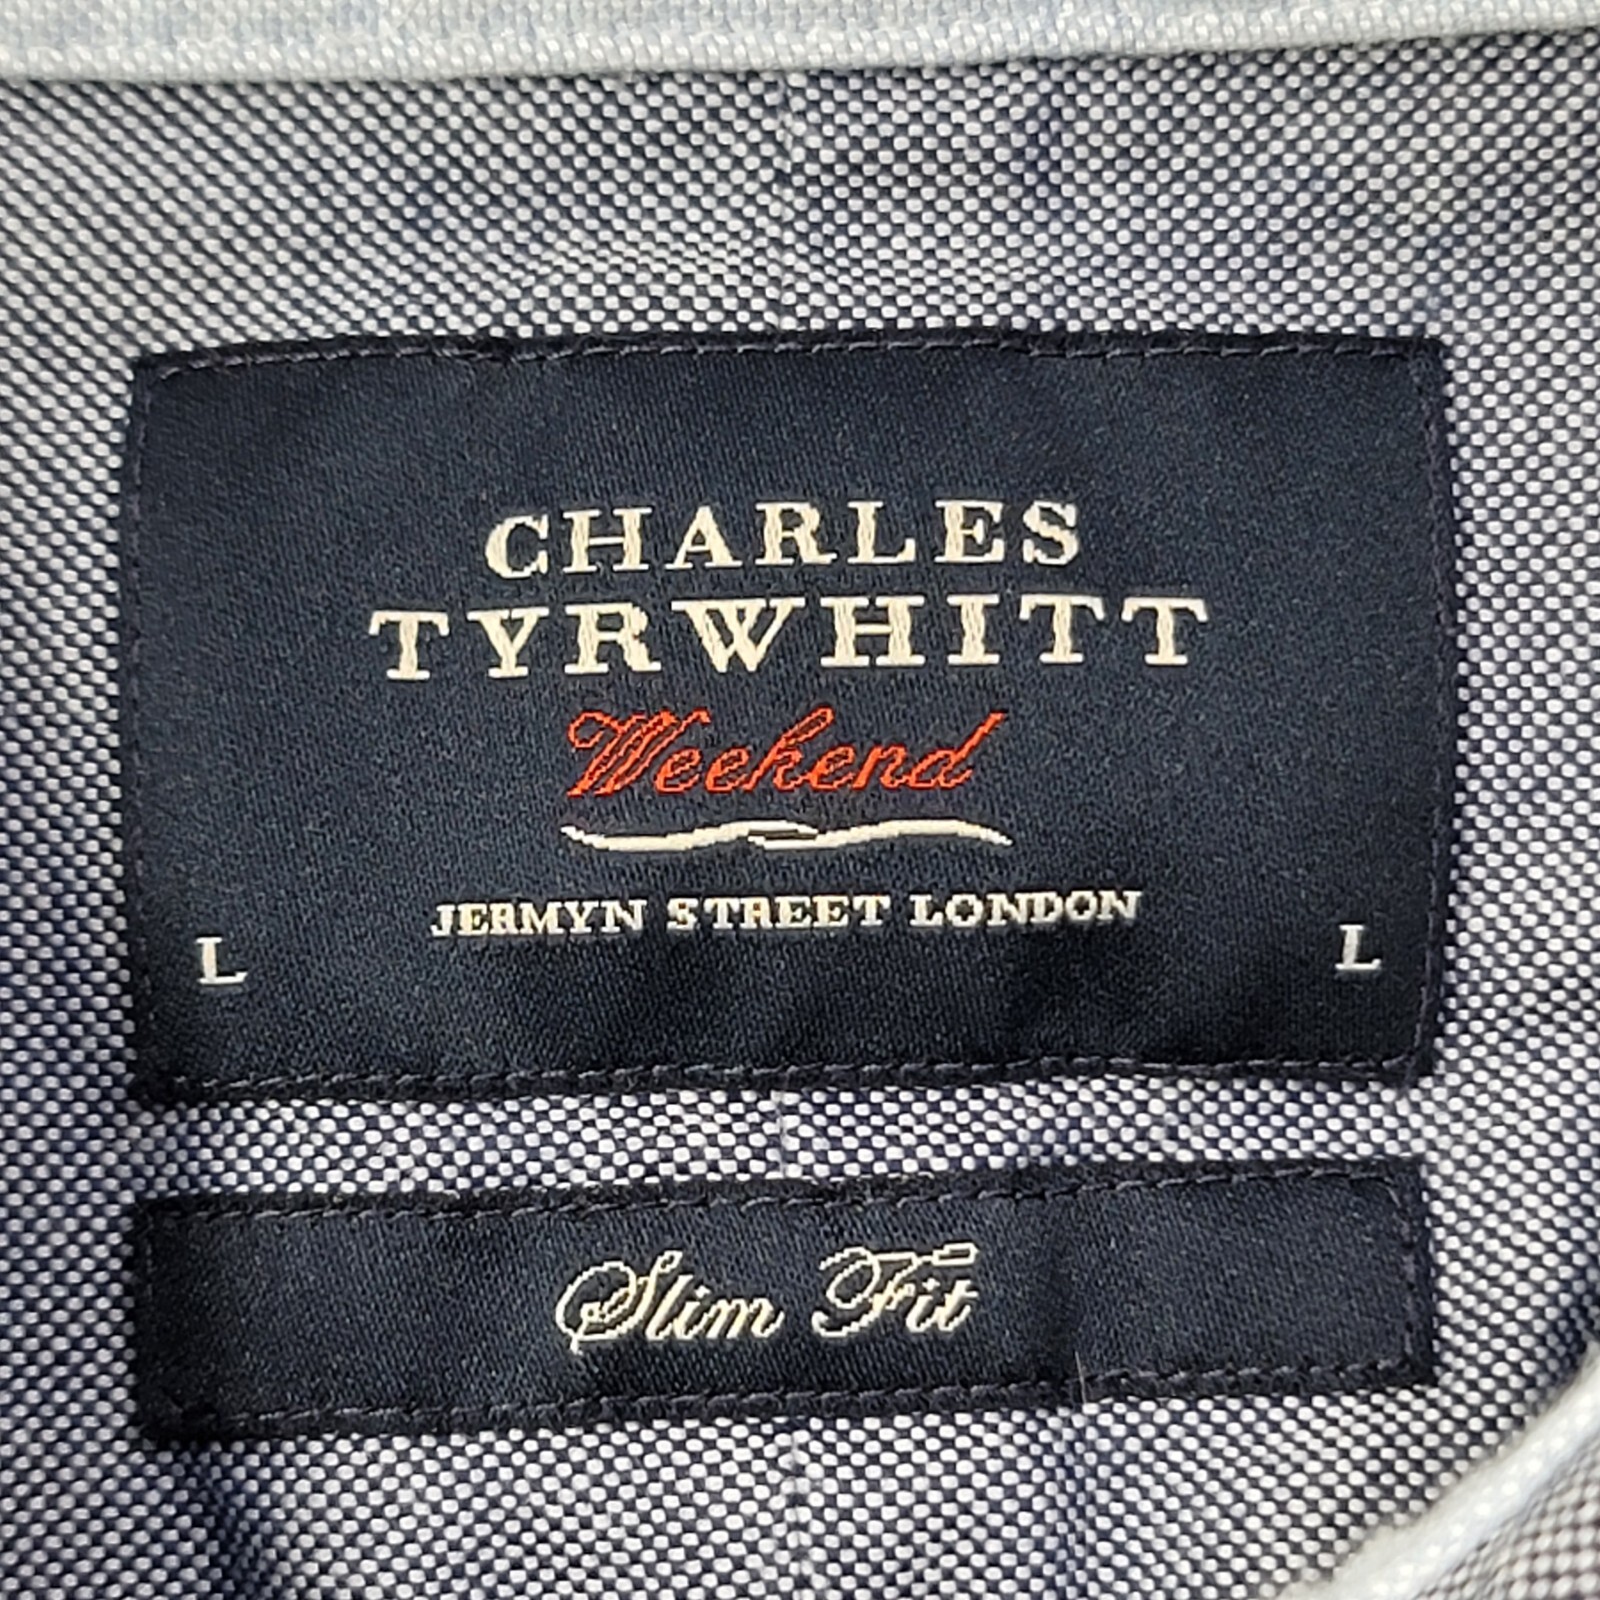 CHARLES
TYRWHITT
Weekend
JERMYN STREET LONDON
L L
Slim Fit